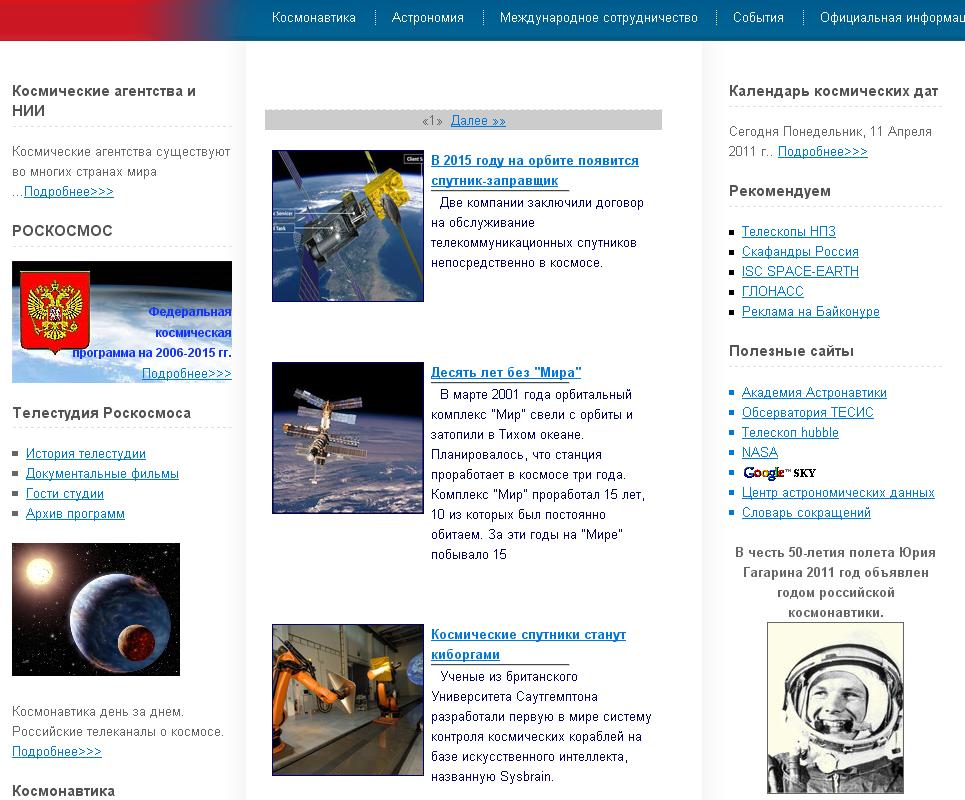 Космонавтика
Астрономия
Международное сотрудничество
События
Официальная информац
Космические агентства и
НИИ
Космические агентства существуют
во многих странах мира
...Подробнее>>>
РОСКОСМОС
Федеральная
космическая
программа на 2006-2015 гг.
Подробнее>>>
Телестудия Роскосмоса
История телестудии
Документальные фильмы
Гости студии
Архив программ
Космонавтика день за днем.
Российские телеканалы о космосе.
Подробнее>>>
Космонавтика
«1» Далее »»
Client S
Servicer
Tank
В 2015 году на орбите появится
спутник-заправщик
Две компании заключили договор
на обслуживание
телекоммуникационных спутников
непосредственно в космосе.
Десять лет без "Мира"
В марте 2001 года орбитальный
комплекс "Мир" свели с орбиты и
затопили в Тихом океане.
Планировалось, что станция
проработает в космосе три года.
Комплекс "Мир" проработал 15 лет,
10 из которых был постоянно
обитаем. За эти годы на "Мире"
побывало 15
Космические спутники станут
киборгами
Ученые из британского
Университета Саутгемптона
разработали первую в мире систему
контроля космических кораблей на
базе искусственного интеллекта,
названную Sysbrain.
Календарь космических дат
Сегодня Понедельник, 11 Апреля
2011 г.. Подробнее>>>
Рекомендуем
Телескопы НПЗ
Скафандры Россия
ISC SPACE-EARTH
ГЛОНАСС
Реклама на Байконуре
Полезные сайты
Академия Астронавтики
Обсерватория ТЕСИС
Телескоп hubble
NASA
Google™ SKY
Центр астрономических данных
Словарь сокращений
В честь 50-летия полета Юрия
Гагарина 2011 год объявлен
годом российской
космонавтики.